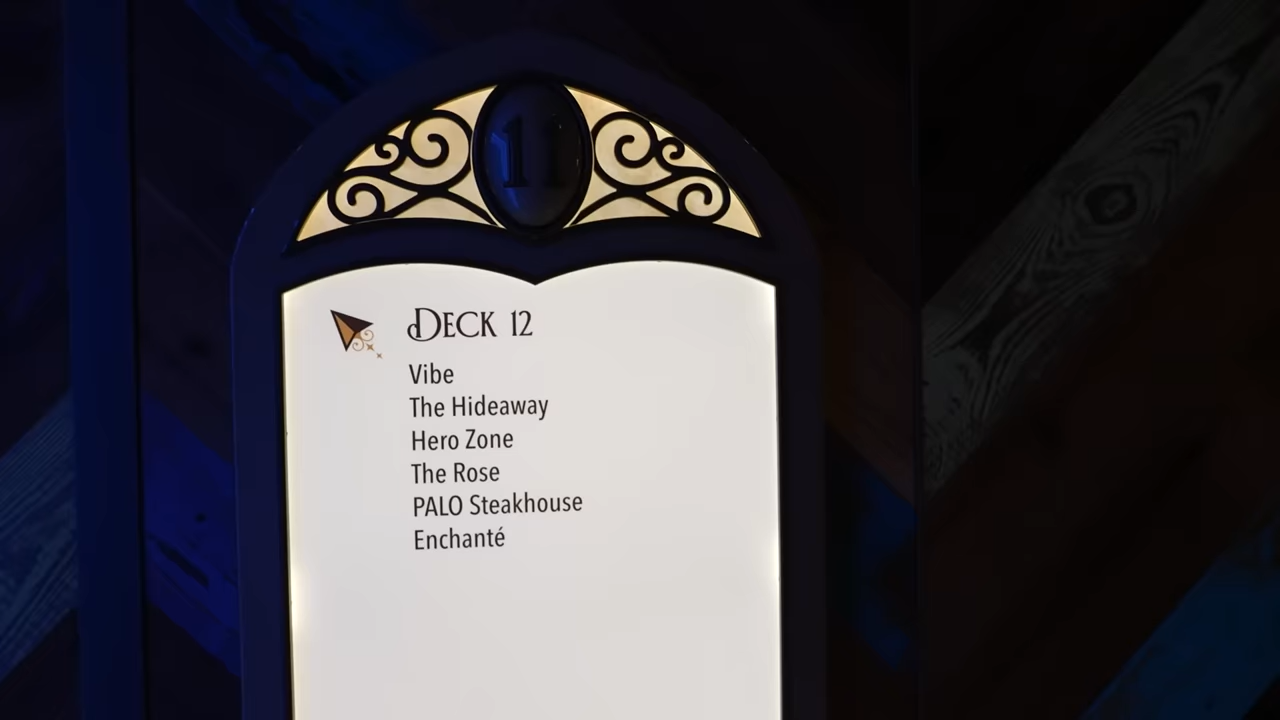 11
DECK 12
Vibe
The Hideaway
Hero Zone
The Rose
PALO Steakhouse
Enchanté